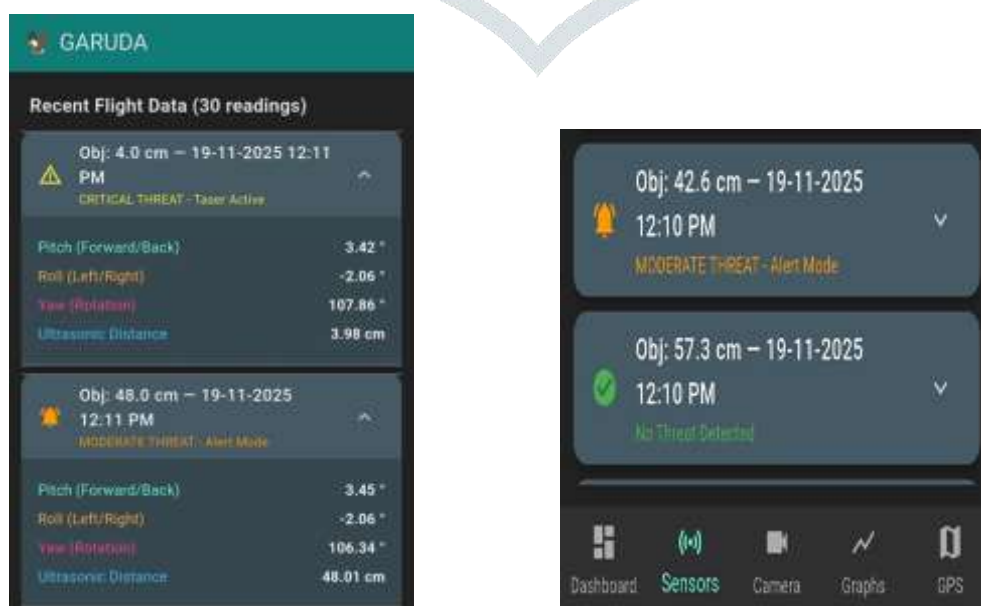 GARUDA
Recent Flight Data (30 readings)
Obj: 4.0 cm — 19-11-2025 12:11
PM
CRITICAL THREAT - Taser Active
Pitch (Forward/Back) 3.42 °
Roll (Left/Right) -2.06 °
Yaw (Rotation) 107.86 °
Ultrasonic Distance 3.98 cm
Obj: 48.0 cm — 19-11-2025
12:11 PM
MODERATE THREAT - Alert Mode
Pitch (Forward/Back) 3.45 °
Roll (Left/Right) -2.06 °
Yaw (Rotation) 106.34 °
Ultrasonic Distance 48.01 cm
Obj: 42.6 cm — 19-11-2025
12:10 PM
MODERATE THREAT - Alert Mode
Obj: 57.3 cm — 19-11-2025
12:10 PM
No Threat Detected
Dashboard Sensors Camera Graphs GPS